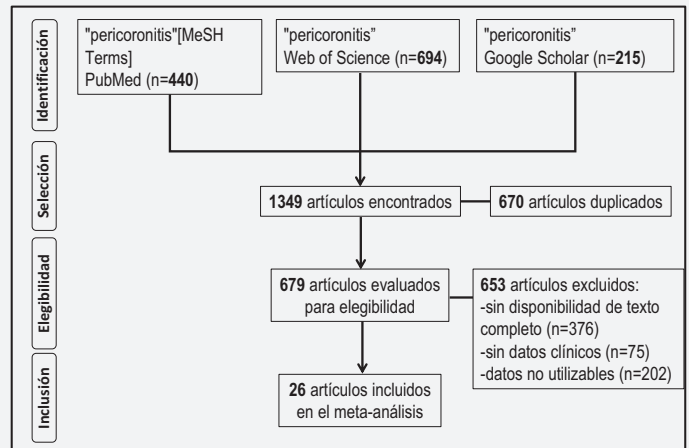 Identificación
"pericoronitis"[MeSH
Terms]
PubMed (n=440)
"pericoronitis”
Web of Science (n=694)
"pericoronitis”
Google Scholar (n=215)
Selección
1349 artículos encontrados
670 artículos duplicados
Elegibilidad
679 artículos evaluados
para elegibilidad
653 artículos excluidos:
-sin disponibilidad de texto
completo (n=376)
-sin datos clínicos (n=75)
-datos no utilizables (n=202)
Inclusión
26 artículos incluidos
en el meta-análisis